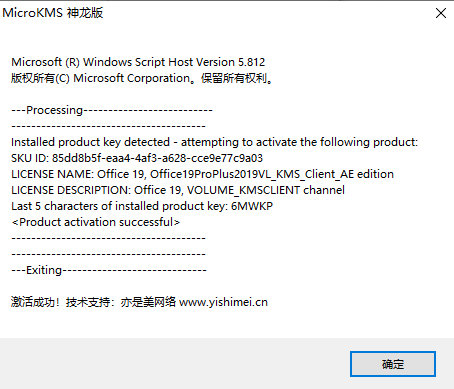 MicroKMS 神龙版
Microsoft (R) Windows Script Host Version 5.812
版权所有(C) Microsoft Corporation。保留所有权利。
---Processing--------------------------
---------------------------------------
Installed product key detected - attempting to activate the following product:
SKU ID: 85dd8b5f-eaa4-4af3-a628-cce9e77c9a03
LICENSE NAME: Office 19, Office19ProPlus2019VL_KMS_Client_AE edition
LICENSE DESCRIPTION: Office 19, VOLUME_KMSCLIENT channel
Last 5 characters of installed product key: 6MWKP
<Product activation successful>
---------------------------------------
---------------------------------------
---Exiting-----------------------------
激活成功！技术支持：亦是美网络 www.yishimei.cn
确定